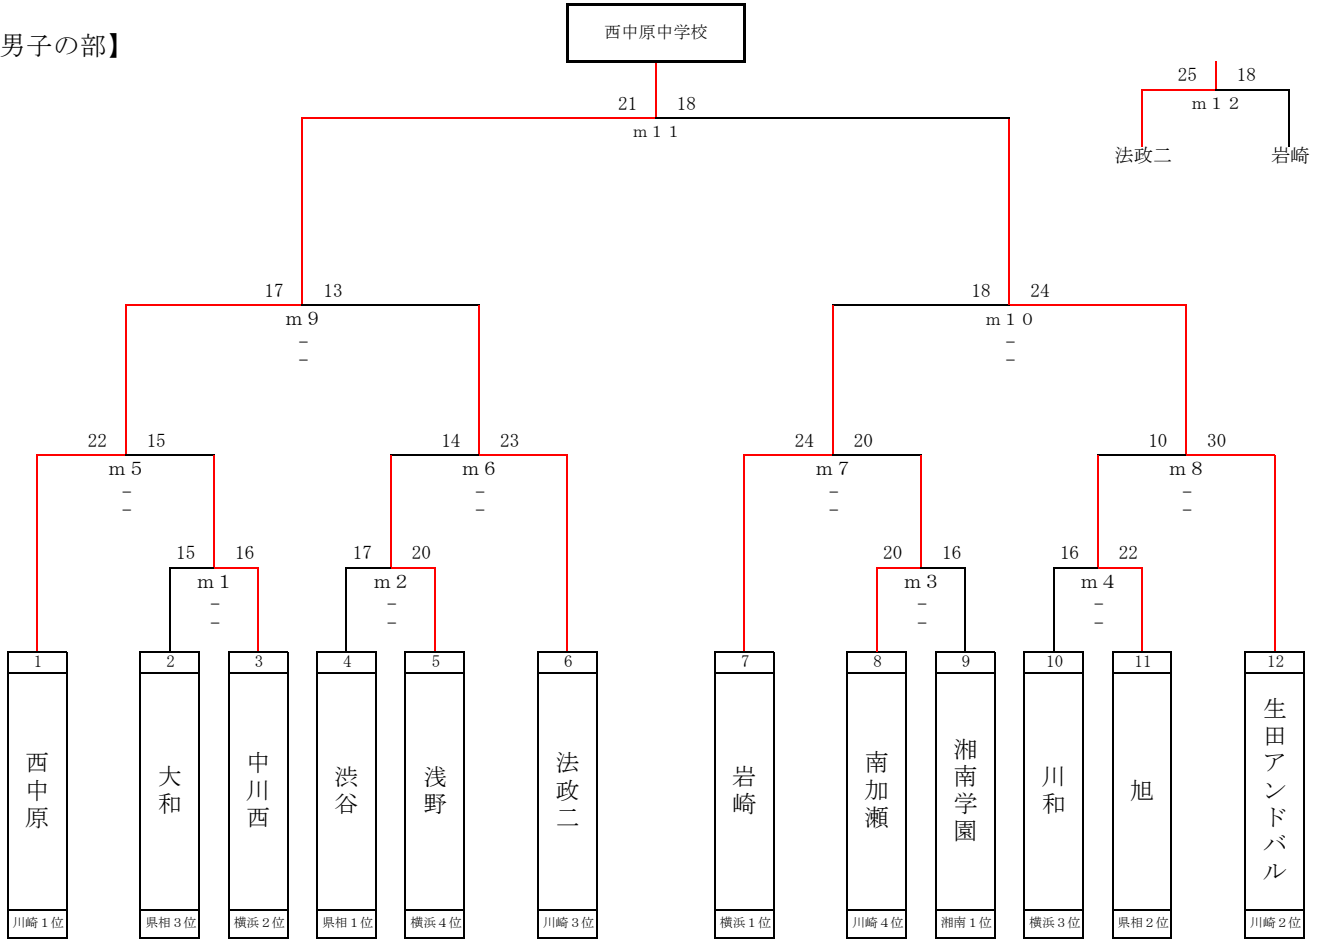 西中原中学校
男子の部】
25 18
m１２
法政二 岩崎
21 18
m１１
17 13
m９
－
－
18 24
m１０
－
－
22 15
m５
－
－
14 23
m６
－
－
24 20
m７
－
－
10 30
m８
－
－
15 16
m１
－
－
17 20
m２
－
－
20 16
m３
－
－
16 22
m４
－
－
1 2 3 4 5 6 7 8 9 10 11 12
西中原
大和
中川西
渋谷
浅野
法政二
岩崎
南加瀬
湘南学園
川和
旭
生田アンドバル
川崎１位 県相３位 横浜２位 県相１位 横浜４位 川崎３位 横浜１位 川崎４位 湘南１位 横浜３位 県相２位 川崎２位